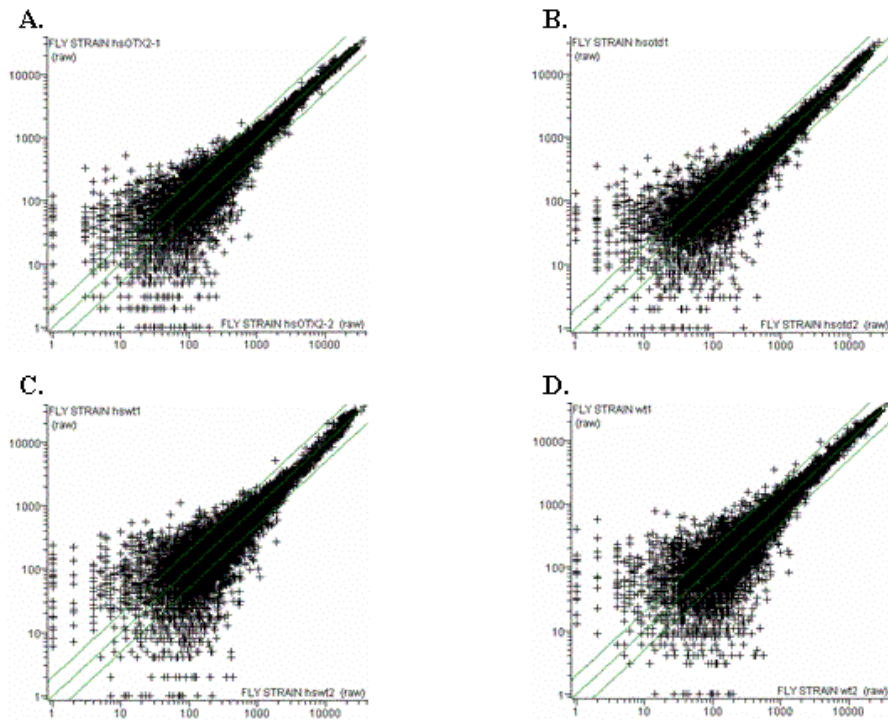 A.
FLY STRAIN hsOTX2-1
(raw)
10000
1000
100
10
1
FLY STRAIN hsOTX2-2 (raw)
1 10 100 1000 10000
B.
FLY STRAIN hsotd1
(raw)
10000
1000
100
10
1
FLY STRAIN hsotd2 (raw)
1 10 100 1000 10000
C.
FLY STRAIN hswt1
(raw)
10000
1000
100
10
1
FLY STRAIN hswt2 (raw)
1 10 100 1000 10000
D.
FLY STRAIN wt1
(raw)
10000
1000
100
10
1
FLY STRAIN wt2 (raw)
1 10 100 1000 10000